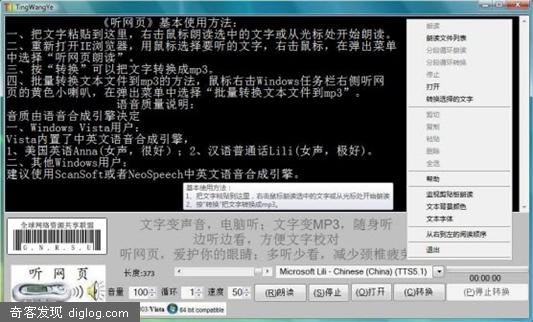 TingWangYe
《听网页》基本使用方法:
一、把文字粘贴到这里,右击鼠标朗读选中的文字或从光标处开始朗读。
二、重新打开IE浏览器,用鼠标选择要听的文字,右击鼠标,在弹出菜单
中选择“听网页朗读”。
三、按“转换”可以把文字转换成mp3。
四、批量转换文本文件到mp3的方法,鼠标右击Windows任务栏右侧听网
页的黄色小喇叭,在弹出菜单中选择“批量转换文本文件到mp3”。
语音质量说明:
音质由语音合成引擎决定
一、Windows Vista用户:
Vista内置了中英文语音合成引擎,
1、美国英语Anna(女声,很好);2、汉语普通话Lili(女声,极好)。
二、其他Windows用户:
建议使用ScanSoft或者NeoSpeech中英文语音合成引擎。
朗读
朗读文件列表
分段循环朗读
分段循环转换
停止
打开
转换选择的文字
剪切
复制
粘贴
删除
全选
帮助
监视剪贴板朗读
文本背景颜色
文本字体
从右到左的阅读顺序
退出
基本使用方法:
1、把文字粘贴到这里,右击鼠标朗读选中的文字或从光标处开始朗读
2、按“转换”把文字转换成mp3。
全球网络资源共享联盟
G.N.R.S.U
文字变声音,电脑听;文字变MP3,随身听
边听边看,方便文字校对
听网页,爱护你的眼睛;多听少看,减少颈椎疲劳
听 网 页
长度:373
Microsoft Lili - Chinese (China) (TTS5.1)
00:00:00
音量 100 循环 1 速度 50
(R)朗读
(S)停止
(O)打开
(C)转换
(P)停止转换
2003 Vista
64 bit compatible
奇客发现 diglog.com